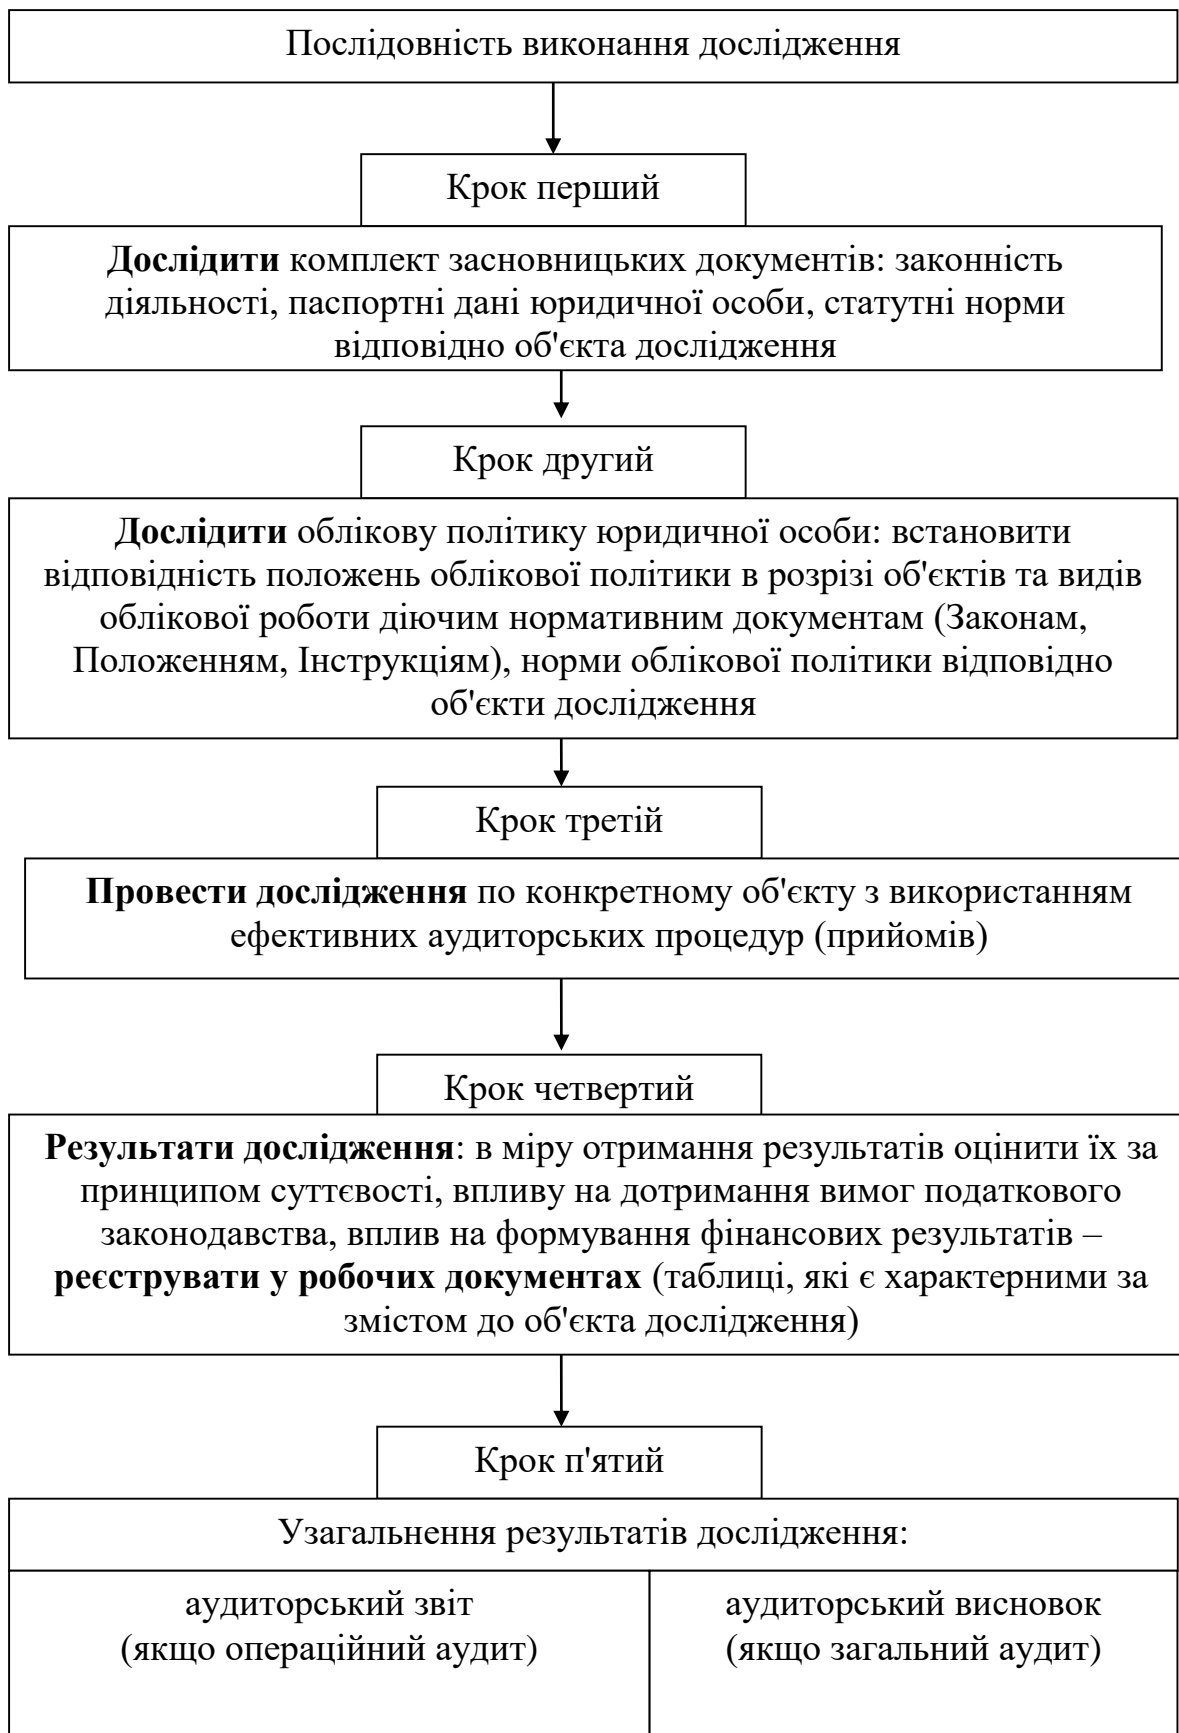 Послідовність виконання дослідження
Крок перший
Дослідити комплект засновницьких документів: законність
діяльності, паспортні дані юридичної особи, статутні норми
відповідно об'єкта дослідження
Крок другий
Дослідити облікову політику юридичної особи: встановити
відповідність положень облікової політики в розрізі об'єктів та видів
облікової роботи діючим нормативним документам (Законам,
Положенням, Інструкціям), норми облікової політики відповідно
об'єкти дослідження
Крок третій
Провести дослідження по конкретному об'єкту з використанням
ефективних аудиторських процедур (прийомів)
Крок четвертий
Результати дослідження: в міру отримання результатів оцінити їх за
принципом суттєвості, впливу на дотримання вимог податкового
законодавства, вплив на формування фінансових результатів –
реєструвати у робочих документах (таблиці, які є характерними за
змістом до об'єкта дослідження)
Крок п'ятий
Узагальнення результатів дослідження:
аудиторський звіт
(якщо операційний аудит)
аудиторський висновок
(якщо загальний аудит)